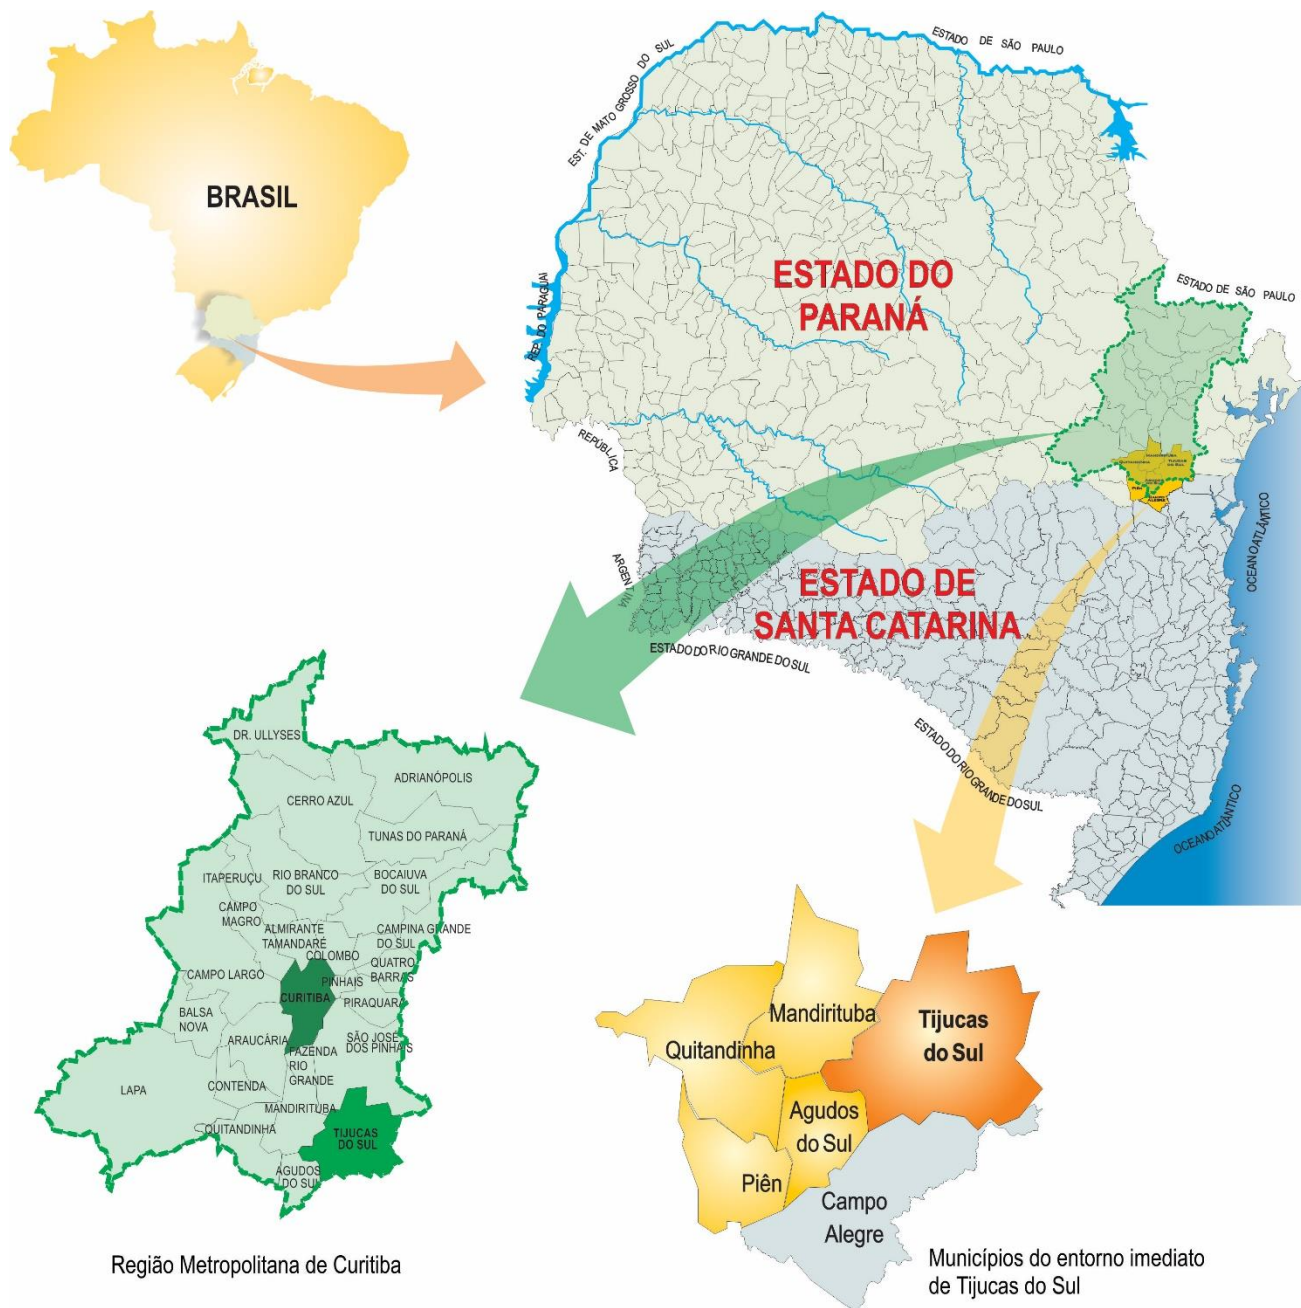 BRASIL
ESTADO DE SÃO PAULO
EST. DE MATO GROSSO DO SUL
REP. DO PARAGUAI
ESTADO DO
PARANÁ
ESTADO DE SÃO PAULO
REPÚBLICA
ARGENTINA
ESTADO DE
SANTA CATARINA
OCEANO ATLÂNTICO
ESTADO DO RIO GRANDE DO SUL
ESTADO DO RIO GRANDE DO SUL
OCEANO ATLÂNTICO
DR. ULLYSES
ADRIANÓPOLIS
CERRO AZUL
TUNAS DO PARANÁ
ITAPERUÇU
RIO BRANCO
DO SUL
BOCAIUVA
DO SUL
CAMPO
MAGRO
ALMIRANTE
TAMANDARÉ
CAMPINA GRANDE
DO SUL
COLOMBO
QUATRO
BARRAS
CAMPO LARGO
PINHAIS
CURITIBA
PIRAQUARA
BALSA
NOVA
ARAUCÁRIA
SÃO JOSÉ
DOS PINHAIS
FAZENDA
RIO
GRANDE
LAPA
CONTENDA
MANDIRITUBA
QUITANDINHA
TIJUCAS
DO SUL
AGUDOS
DO SUL
Região Metropolitana de Curitiba
Mandirituba
Tijucas
do Sul
Quitandinha
Agudos
do Sul
Piên
Campo
Alegre
Municípios do entorno imediato
de Tijucas do Sul